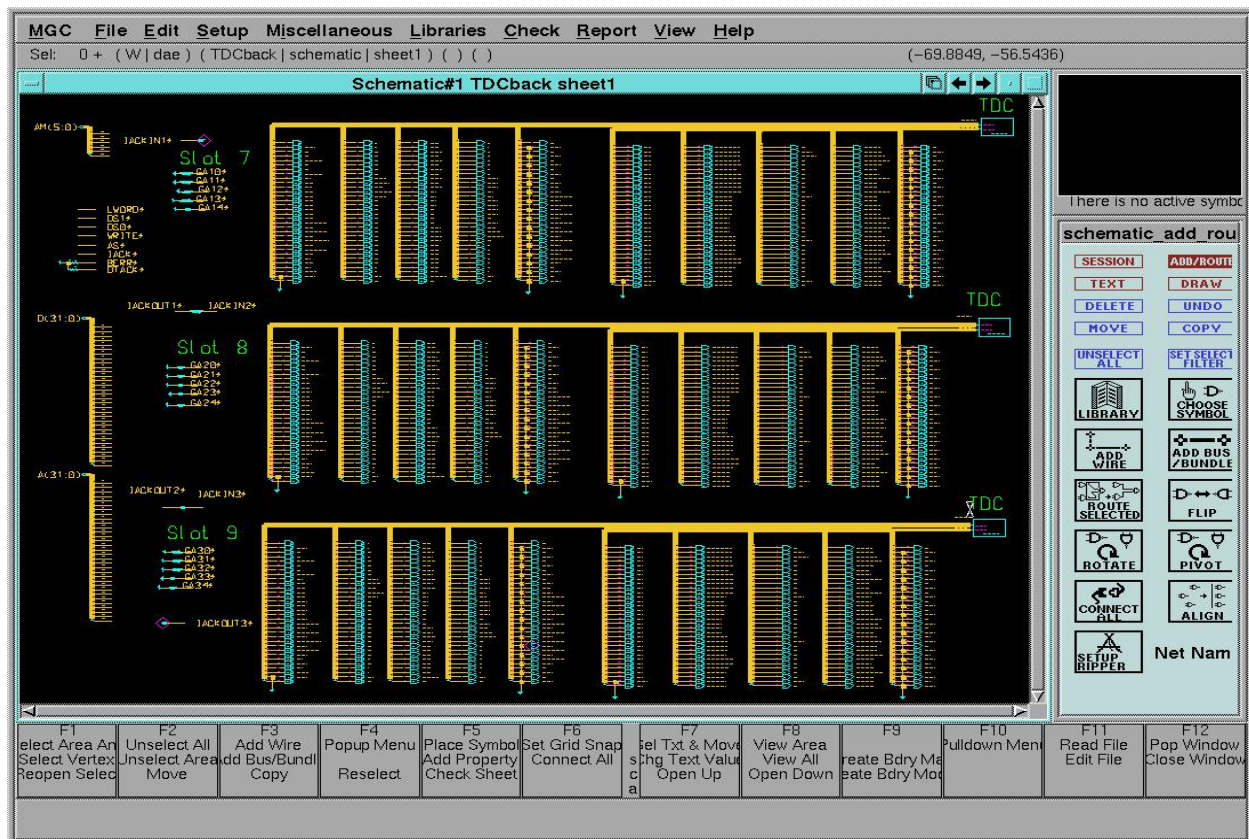 MGC File Edit Setup Miscellaneous Libraries Check Report View Help
Sel: 0 + ( W | dae ) ( TDCback | schematic | sheet1 ) ( ) ( ) (-69.8849, -56.5436)
Schematic#1 TDCback sheet1
TDC
AM(5:0)
IACKIN1*
Slot 7
GA10*
GA11*
GA12*
GA13*
GA14*
LWORD*
DS1*
DS0*
WRITE*
AS*
IACK*
BERR*
DTACK*
IACKOUT1* IACKIN2*
TDC
D(31:0)
Slot 8
GA20*
GA21*
GA22*
GA23*
GA24*
A(31:0)
IACKOUT2* IACKIN3*
TDC
Slot 9
GA30*
GA31*
GA32*
GA33*
GA34*
IACKOUT3*
There is no active symbo
schematic_add_rou
SESSION ADD/ROUTE
TEXT DRAW
DELETE UNDO
MOVE COPY
UNSELECT ALL
SET SELECT FILTER
LIBRARY
CHOOSE SYMBOL
ADD WIRE
ADD BUS /BUNDLE
ROUTE SELECTED
FLIP
ROTATE PIVOT
CONNECT ALL
ALIGN
SETUP RIPPER
Net Nam
F1 F2 F3 F4 F5 F6 F7 F8 F9 F10 F11 F12
elect Area An Unselect All Add Wire Popup Menu Place Symbol Set Grid Snap Sel Txt & Move View Area Pulldown Menu Read File Pop Window
Select Vertex Unselect Area dd Bus/Bundl Add Property Connect All Chg Text Value View All reate Bdry Ma Edit File Close Window
Reopen Selec Move Copy Reselect Check Sheet Open Up Open Down eate Bdry Mod
s
c
a